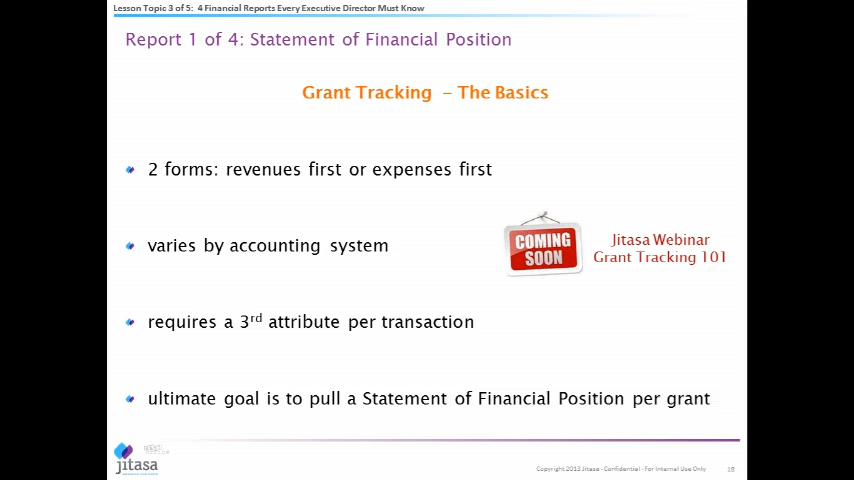 Lesson Topic 3 of 5: 4 Financial Reports Every Executive Director Must Know
Report 1 of 4: Statement of Financial Position
Grant Tracking – The Basics
2 forms: revenues first or expenses first
varies by accounting system
COMING
SOON
Jitasa Webinar
Grant Tracking 101
requires a 3rd attribute per transaction
ultimate goal is to pull a Statement of Financial Position per grant
jitasa
Copyright 2013 Jitasa - Confidential - For Internal Use Only
18